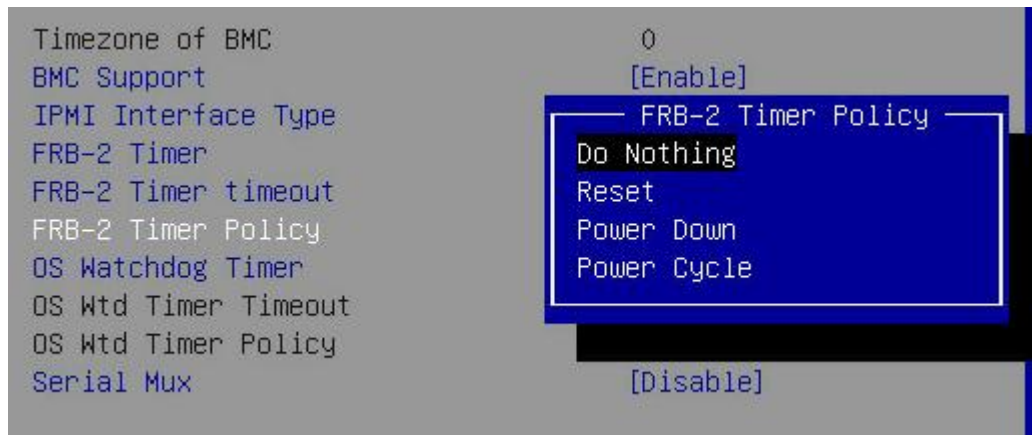 Timezone of BMC 0
BMC Support [Enable]
IPMI Interface Type
FRB-2 Timer
FRB-2 Timer timeout
FRB-2 Timer Policy
OS Watchdog Timer
OS Wtd Timer Timeout
OS Wtd Timer Policy
Serial Mux [Disable]
FRB-2 Timer Policy
Do Nothing
Reset
Power Down
Power Cycle